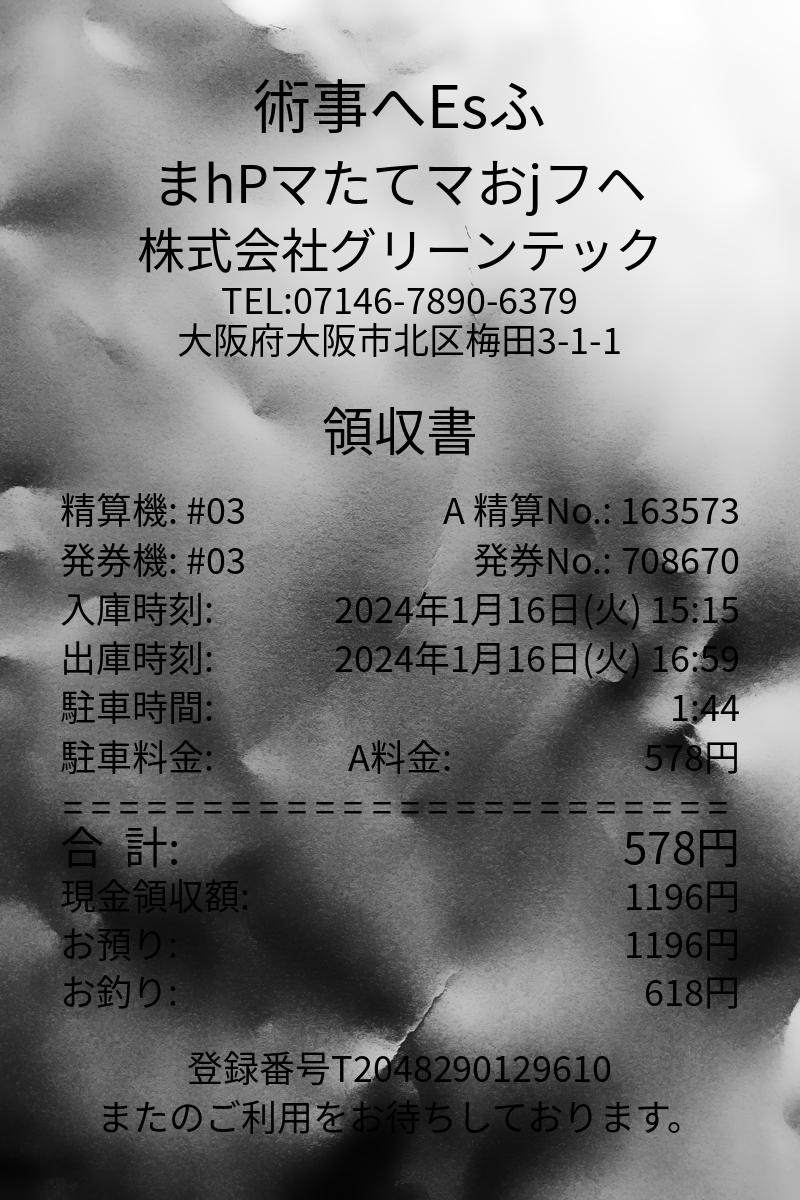 術事へEsふ
まhPマたてマおjフヘ
株式会社グリーンテック
TEL:07146-7890-6379
大阪府大阪市北区梅田3-1-1
領収書
精算機: #03 A 精算No.: 163573
発券機: #03 発券No.: 708670
入庫時刻: 2024年1月16日(火) 15:15
出庫時刻: 2024年1月16日(火) 16:59
駐車時間: 1:44
駐車料金: A料金: 578円
========================
合 計: 578円
現金領収額: 1196円
お預り: 1196円
お釣り: 618円
登録番号T2048290129610
またのご利用をお待ちしております。